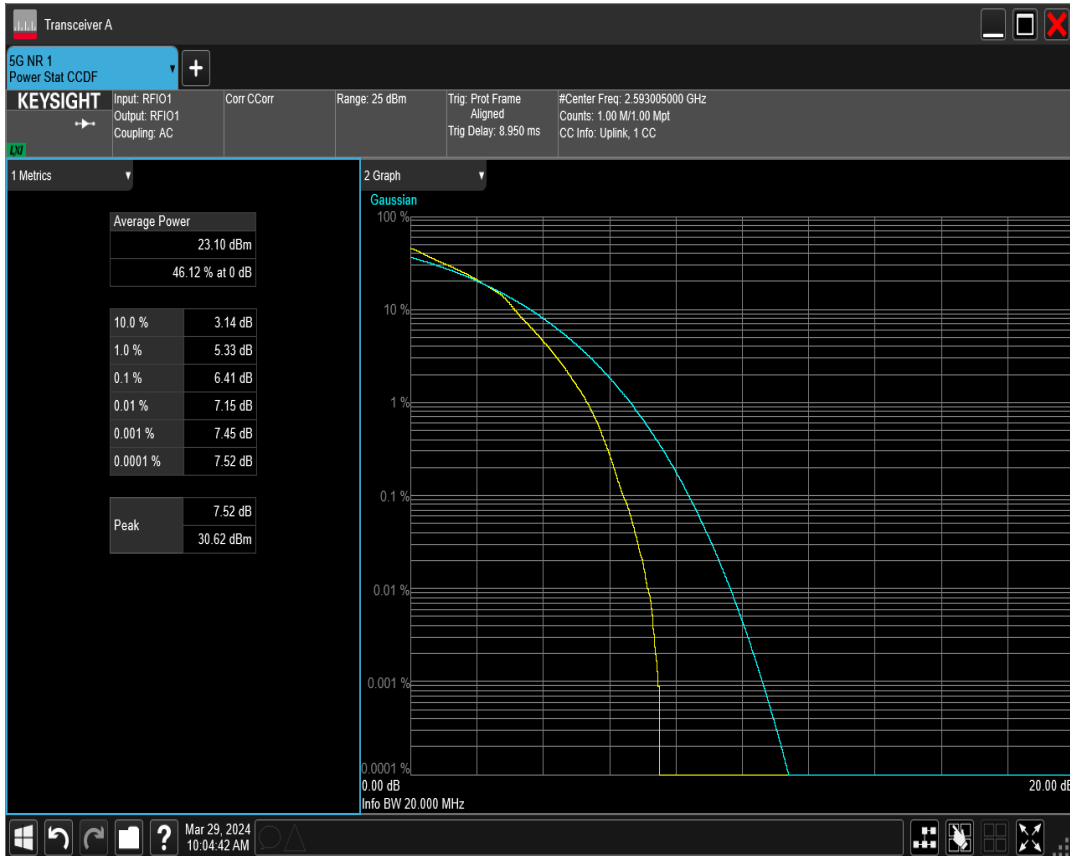 Transceiver A
5G NR 1
Power Stat CCDF
KEYSIGHT
LXI
Input: RFIO1
Output: RFIO1
Coupling: AC
Corr CCorr
Range: 25 dBm
Trig: Prot Frame
Aligned
Trig Delay: 8.950 ms
#Center Freq: 2.593005000 GHz
Counts: 1.00 M/1.00 Mpt
CC Info: Uplink, 1 CC
1 Metrics
Average Power
23.10 dBm
46.12 % at 0 dB
10.0 % 3.14 dB
1.0 % 5.33 dB
0.1 % 6.41 dB
0.01 % 7.15 dB
0.001 % 7.45 dB
0.0001 % 7.52 dB
Peak
7.52 dB
30.62 dBm
2 Graph
Gaussian
100 %
10 %
1 %
0.1 %
0.01 %
0.001 %
0.0001 %
0.00 dB 20.00 dB
Info BW 20.000 MHz
? Mar 29, 2024
10:04:42 AM